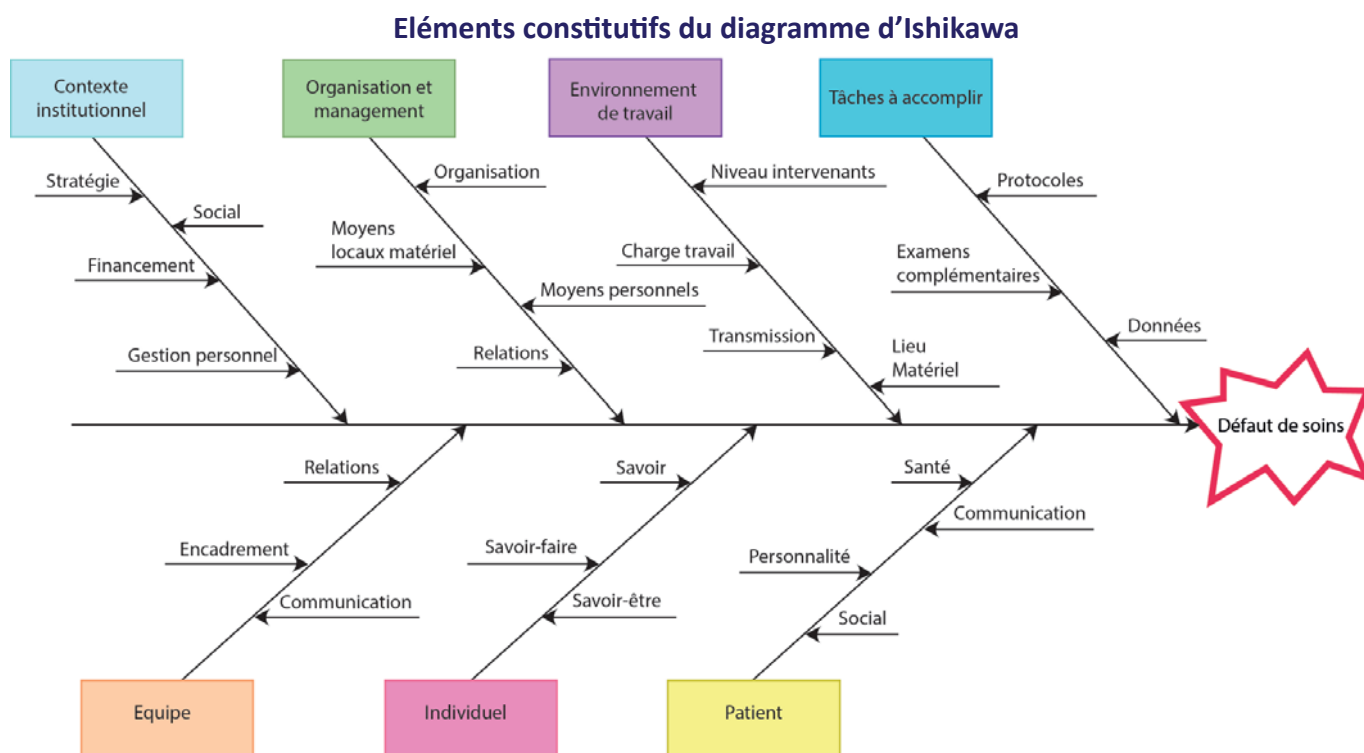 Eléments constitutifs du diagramme d'Ishikawa
Contexte
institutionnel
Organisation et
management
Environnement
de travail
Tâches à accomplir
Stratégie
Social
Financement
Gestion personnel
Organisation
Moyens
locaux matériel
Moyens personnels
Relations
Niveau intervenants
Charge travail
Transmission
Lieu
Matériel
Protocoles
Examens
complémentaires
Données
Défaut de soins
Relations
Encadrement
Communication
Savoir
Savoir-faire
Savoir-être
Santé
Communication
Personnalité
Social
Equipe
Individuel
Patient